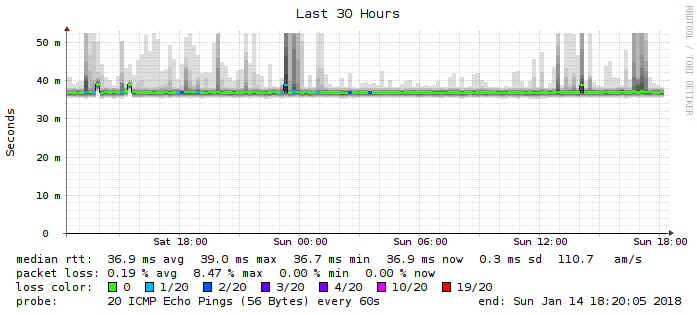 Last 30 Hours
RRDTOOL / TOBI OETIKER
Seconds
50 m
40 m
30 m
20 m
10 m
0
Sat 18:00 Sun 00:00 Sun 06:00 Sun 12:00 Sun 18:00
median rtt: 36.9 ms avg 39.0 ms max 36.7 ms min 36.9 ms now 0.3 ms sd 110.7 am/s
packet loss: 0.19 % avg 8.47 % max 0.00 % min 0.00 % now
loss color: 0 1/20 2/20 3/20 4/20 10/20 19/20
probe: 20 ICMP Echo Pings (56 Bytes) every 60s end: Sun Jan 14 18:20:05 2018